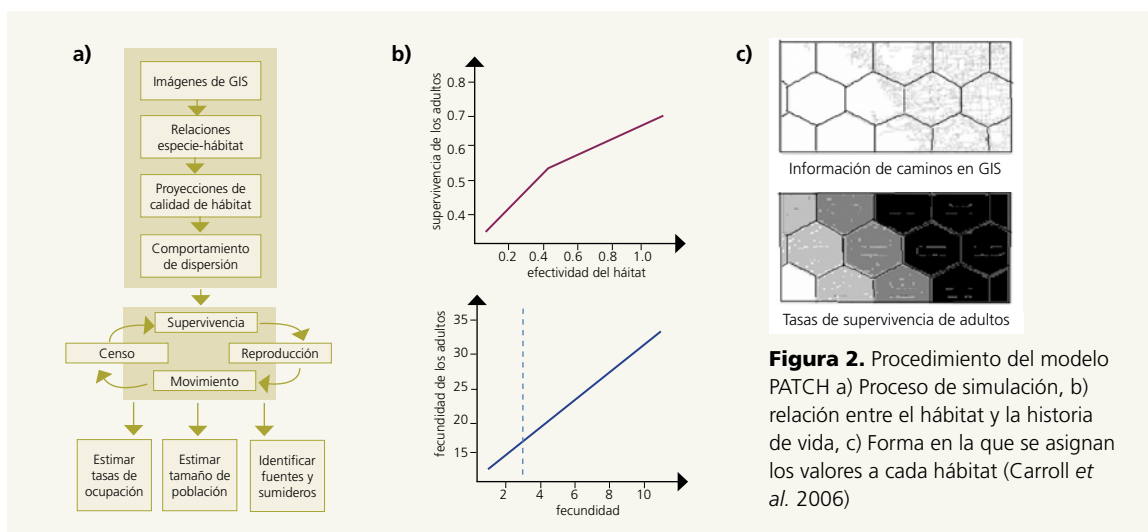 a)
Imágenes de GIS
Relaciones
especie-hábitat
Proyecciones de
calidad de hábitat
Comportamiento
de dispersión
Supervivencia
Censo
Reproducción
Movimiento
Estimar
tasas de
ocupación
Estimar
tamaño de
población
Identificar
fuentes y
sumideros
b)
supervivencia de los adultos
0.8
0.7
0.6
0.5
0.4
0.2 0.4 0.6 0.8 1.0
efectividad del háitat
fecundidad de los adultos
35
30
25
20
15
2 4 6 8 10
fecundidad
c)
Información de caminos en GIS
Tasas de supervivencia de adultos
Figura 2. Procedimiento del modelo
PATCH a) Proceso de simulación, b)
relación entre el hábitat y la historia
de vida, c) Forma en la que se asignan
los valores a cada hábitat (Carroll et
al. 2006)